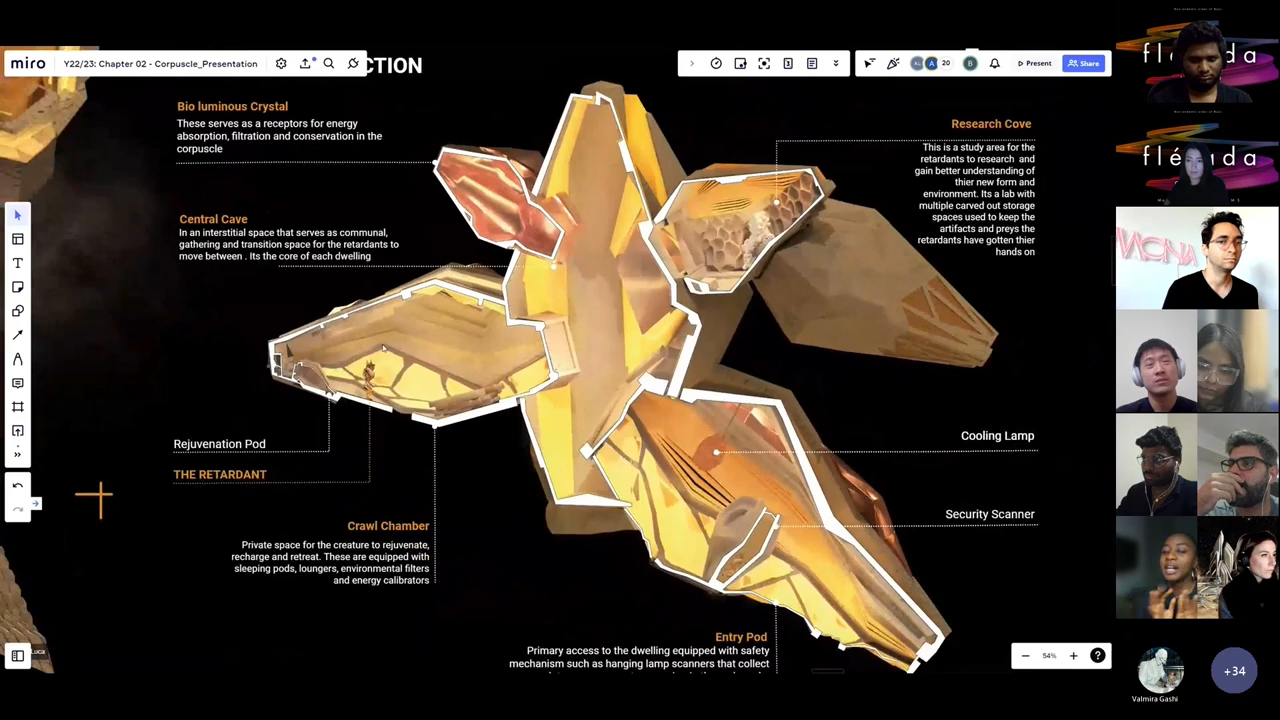 miro
Y22/23: Chapter 02 - Corpuscle_Presentation
CTION
20
B
Present
Share
Bio luminous Crystal
These serves as a receptors for energy
absorption, filtration and conservation in the
corpuscle
Central Cave
In an interstitial space that serves as communal,
gathering and transition space for the retardants to
move between . Its the core of each dwelling
Research Cove
This is a study area for the
retardants to research and
gain better understanding of
thier new form and
environment. Its a lab with
multiple carved out storage
spaces used to keep the
artifacts and preys the
retardants have gotten thier
hands on
Rejuvenation Pod
THE RETARDANT
Crawl Chamber
Private space for the creature to rejuvenate,
recharge and retreat. These are equipped with
sleeping pods, loungers, environmental filters
and energy calibrators
Cooling Lamp
Security Scanner
Entry Pod
Primary access to the dwelling equipped with safety
mechanism such as hanging lamp scanners that collect
Luca
54%
Valmira Gashi
+34